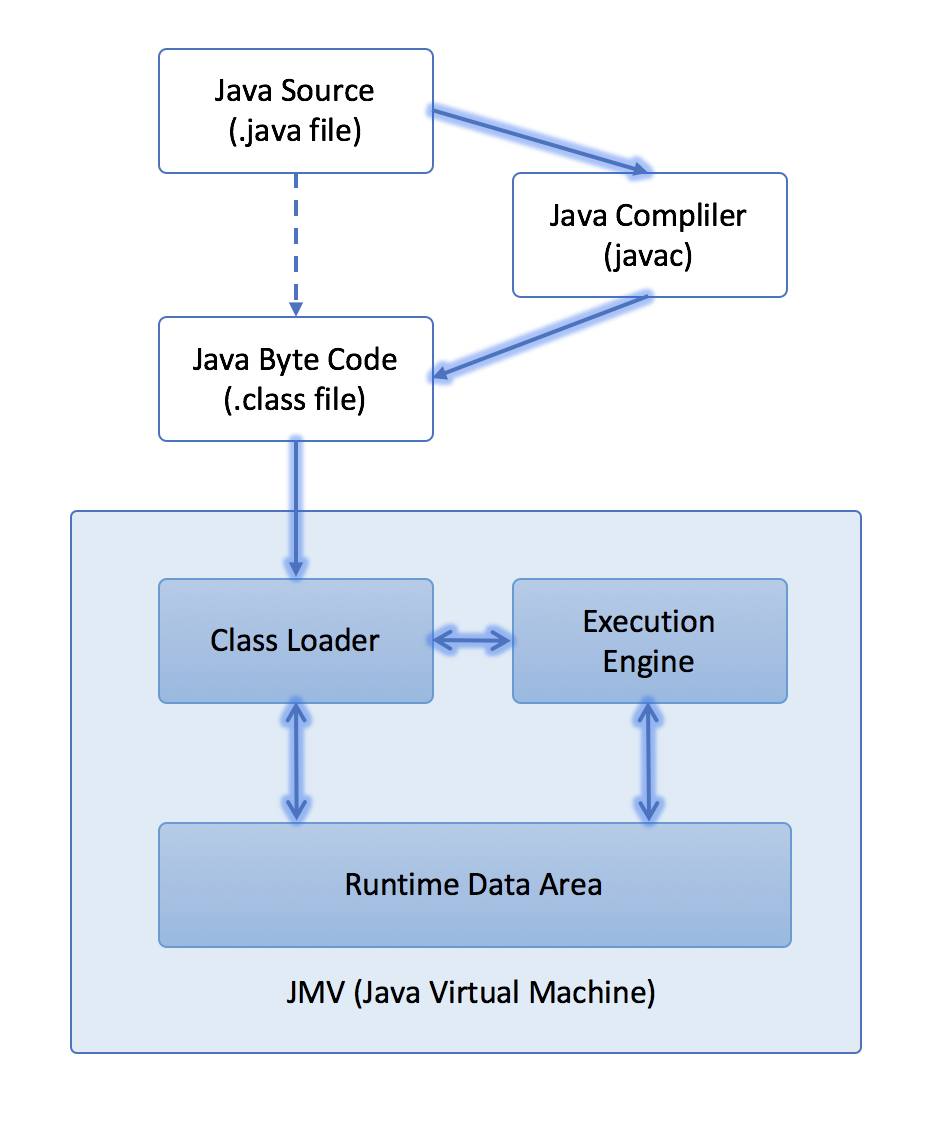 Java Source
(.java file)
Java Compliler
(javac)
Java Byte Code
(.class file)
Class Loader
Execution
Engine
Runtime Data Area
JMV (Java Virtual Machine)